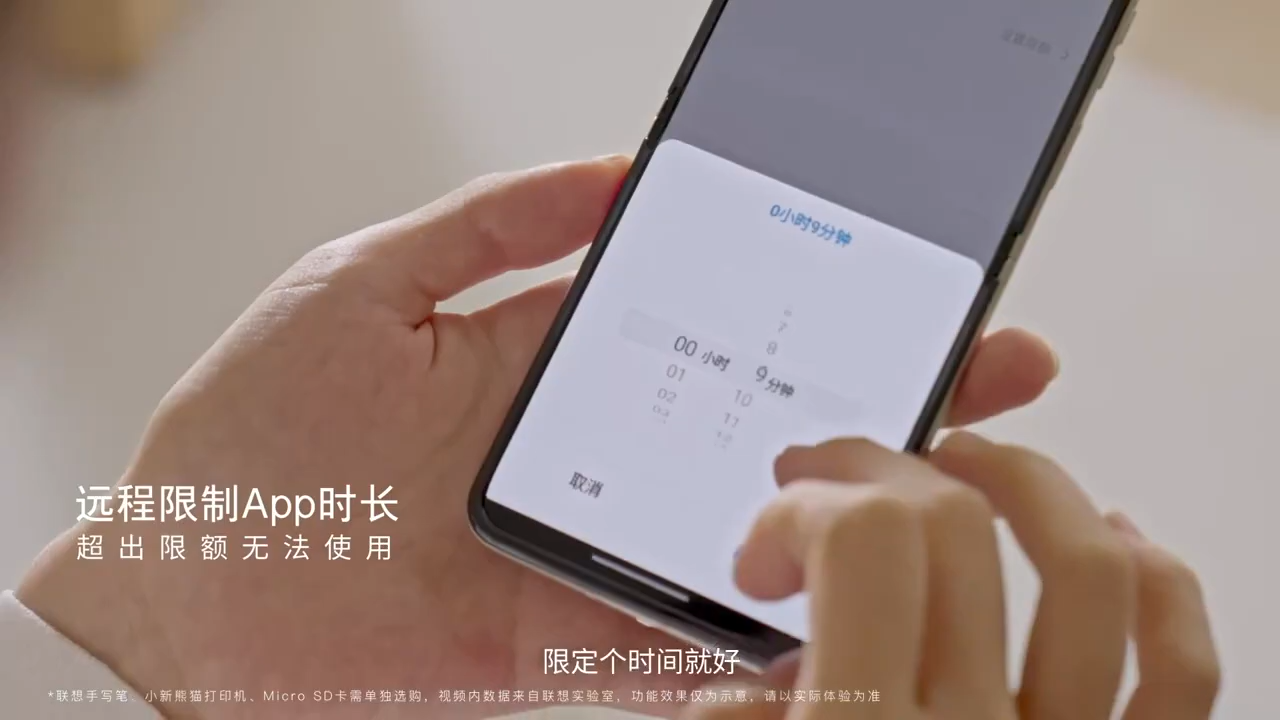 0小时9分钟
7
8
00 小时 9 分钟
01 10
02 11
取消
远程限制App时长
超出限额无法使用
限定个时间就好
*联想手写笔、小新熊猫打印机、Micro SD卡需单独选购，视频内数据来自联想实验室，功能效果仅为示意，请以实际体验为准